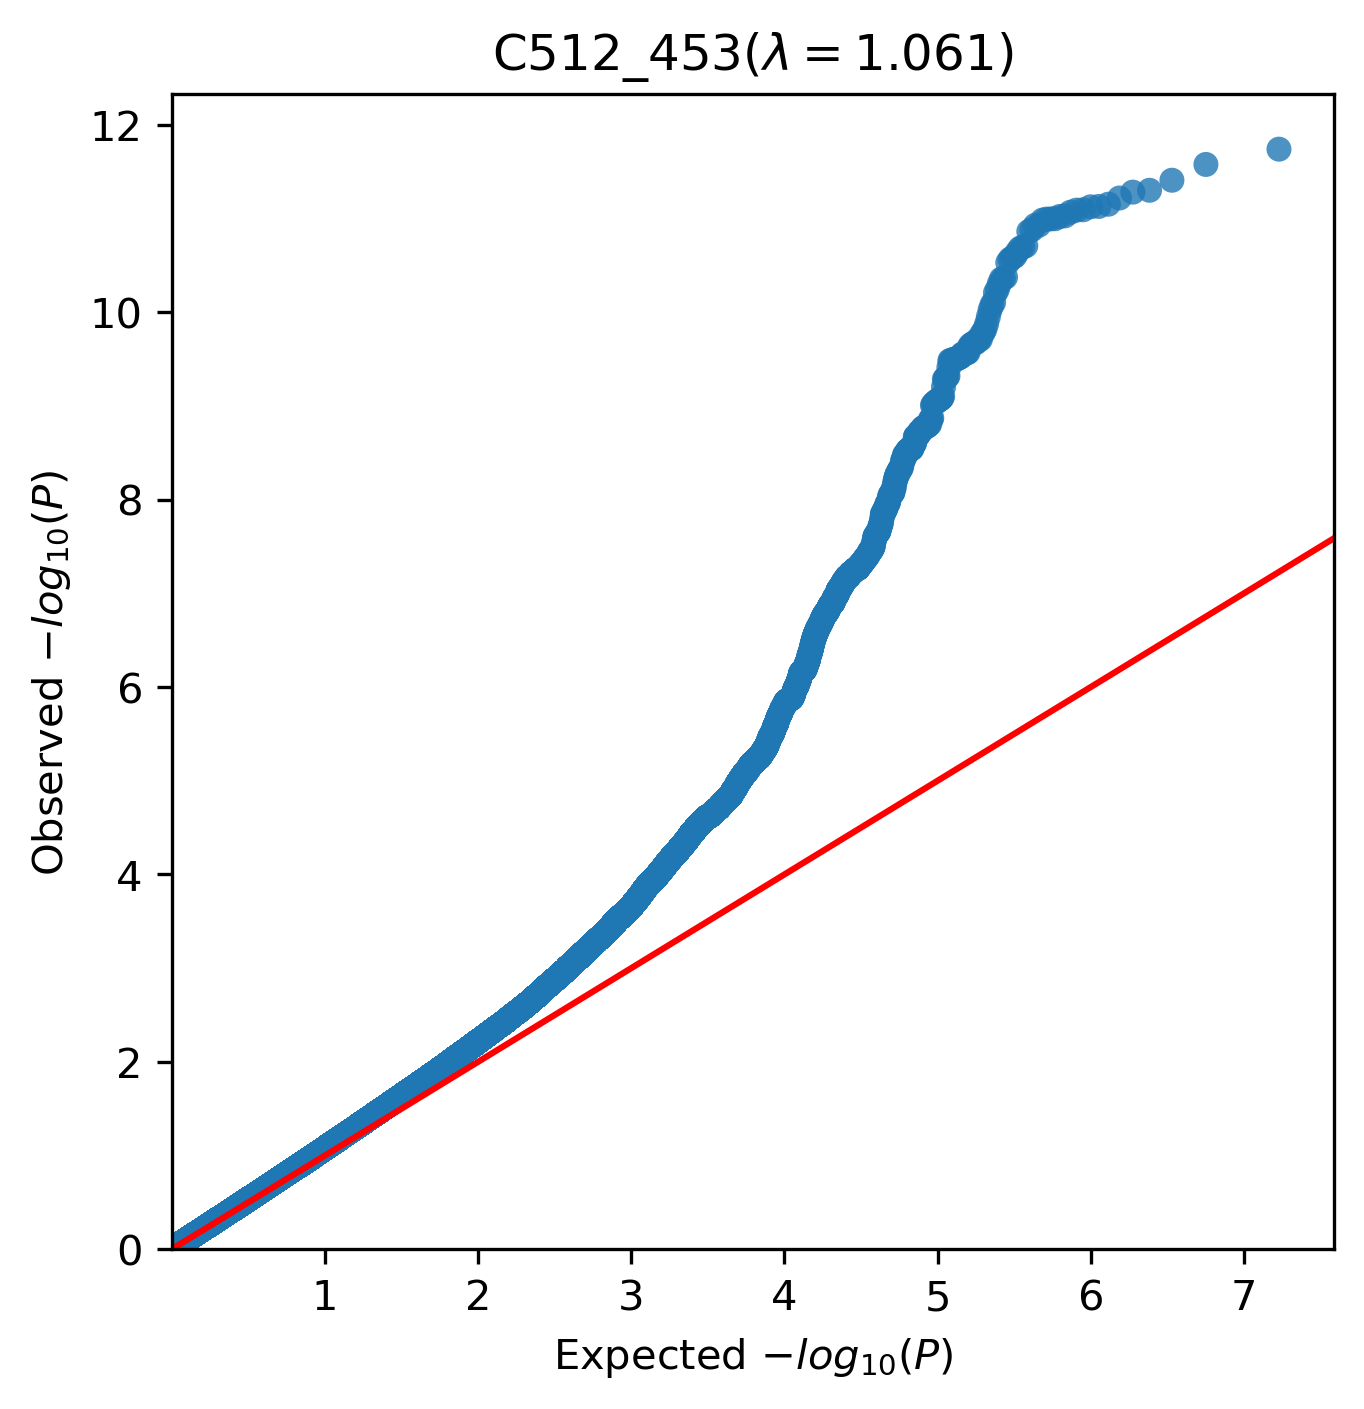 C512_453(λ = 1.061)
12
10
8
6
4
2
0
Observed −log₁₀(P)
1 2 3 4 5 6 7
Expected −log₁₀(P)